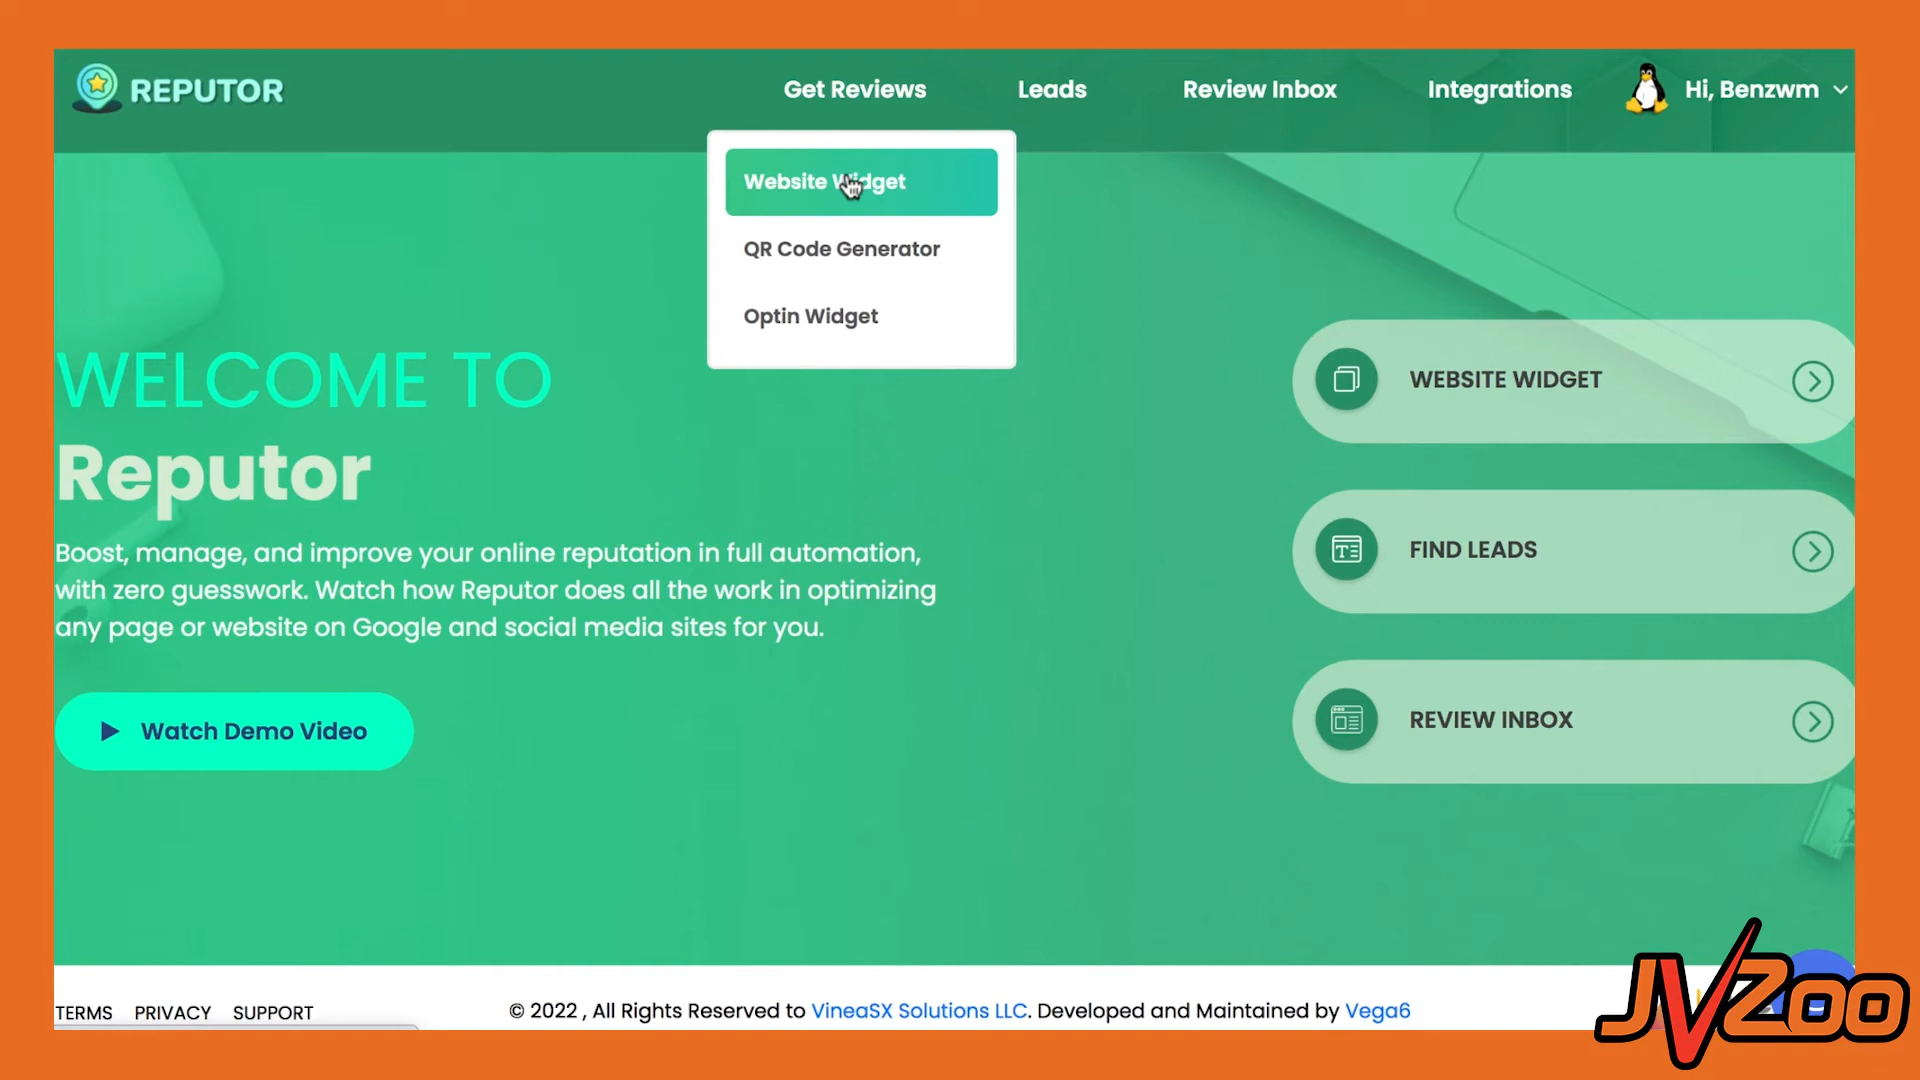 REPUTOR
Get Reviews
Leads
Review Inbox
Integrations
Hi, Benzwm
Website Widget
QR Code Generator
Optin Widget
WELCOME TO
Reputor
Boost, manage, and improve your online reputation in full automation,
with zero guesswork. Watch how Reputor does all the work in optimizing
any page or website on Google and social media sites for you.
Watch Demo Video
WEBSITE WIDGET
FIND LEADS
REVIEW INBOX
TERMS
PRIVACY
SUPPORT
© 2022 , All Rights Reserved to VineaSX Solutions LLC. Developed and Maintained by Vega6
JVZoo